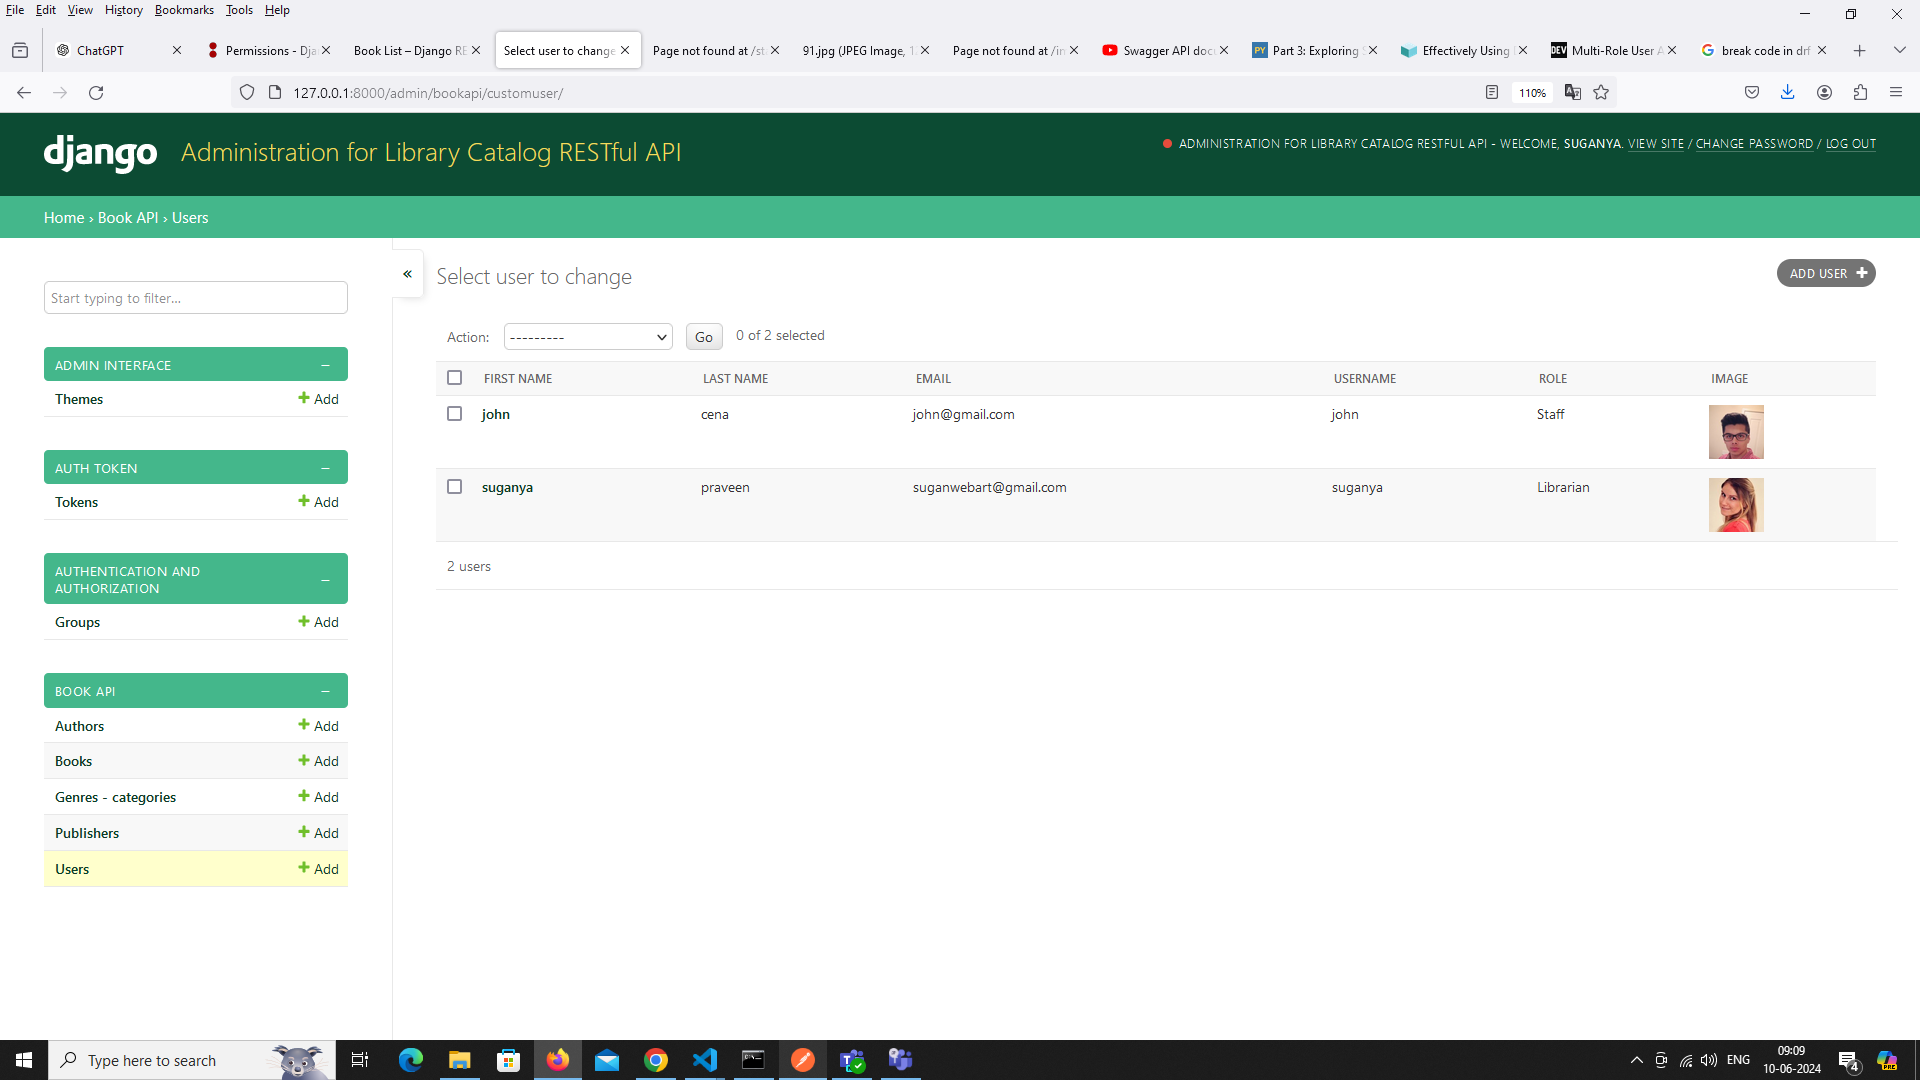 File Edit View History Bookmarks Tools Help
ChatGPT
Permissions - Dja
Book List – Django RE
Select user to change
Page not found at /st
91.jpg (JPEG Image, 1
Page not found at /in
Swagger API doc
PY Part 3: Exploring
Effectively Using
DEV Multi-Role User A
break code in drf
127.0.0.1:8000/admin/bookapi/customuser/
110%
django Administration for Library Catalog RESTful API
ADMINISTRATION FOR LIBRARY CATALOG RESTFUL API - WELCOME, SUGANYA. VIEW SITE / CHANGE PASSWORD / LOG OUT
Home › Book API › Users
Start typing to filter...
ADMIN INTERFACE –
Themes + Add
AUTH TOKEN –
Tokens + Add
AUTHENTICATION AND
AUTHORIZATION –
Groups + Add
BOOK API –
Authors + Add
Books + Add
Genres - categories + Add
Publishers + Add
Users + Add
«
Select user to change
ADD USER +
Action: --------- Go 0 of 2 selected
FIRST NAME LAST NAME EMAIL USERNAME ROLE IMAGE
john cena john@gmail.com john Staff
suganya praveen suganwebart@gmail.com suganya Librarian
2 users
Type here to search
ENG
09:09
10-06-2024
4
PRE